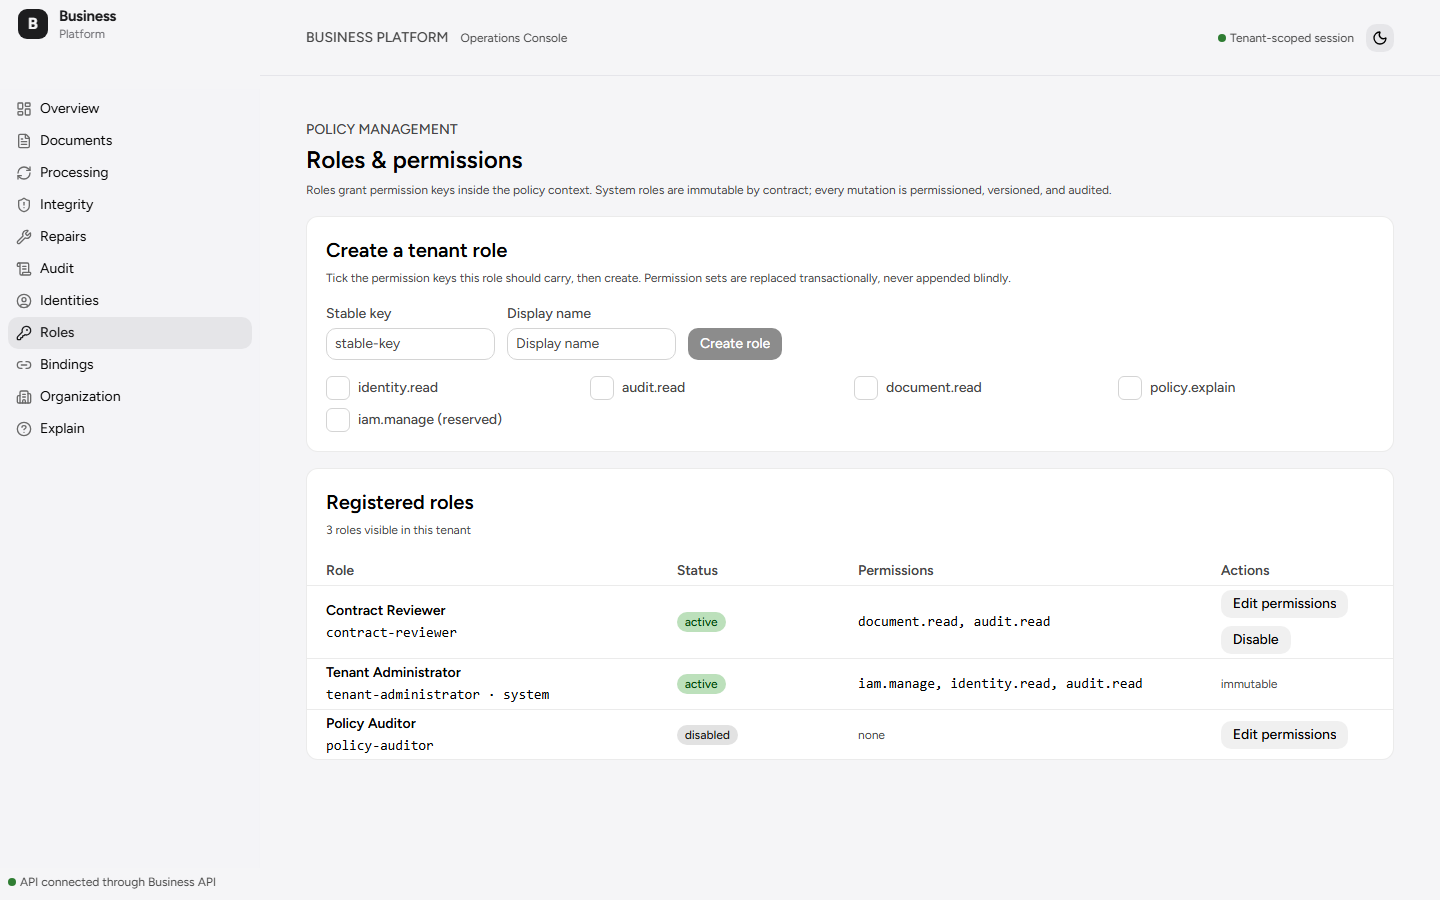 B
Business
Platform
BUSINESS PLATFORM Operations Console
Tenant-scoped session
Overview
Documents
Processing
Integrity
Repairs
Audit
Identities
Roles
Bindings
Organization
Explain
API connected through Business API
POLICY MANAGEMENT
Roles & permissions
Roles grant permission keys inside the policy context. System roles are immutable by contract; every mutation is permissioned, versioned, and audited.
Create a tenant role
Tick the permission keys this role should carry, then create. Permission sets are replaced transactionally, never appended blindly.
Stable key Display name
stable-key Display name Create role
identity.read audit.read document.read policy.explain
iam.manage (reserved)
Registered roles
3 roles visible in this tenant
Role Status Permissions Actions
Contract Reviewer
contract-reviewer
active
document.read, audit.read
Edit permissions
Disable
Tenant Administrator
tenant-administrator · system
active
iam.manage, identity.read, audit.read
immutable
Policy Auditor
policy-auditor
disabled
none
Edit permissions